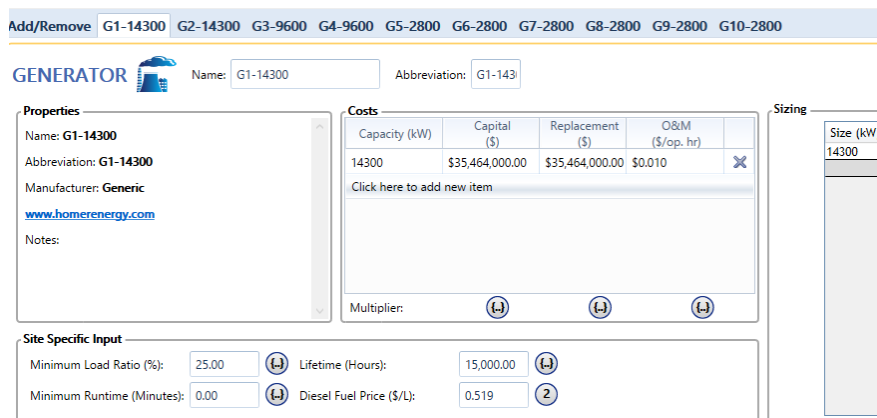 Add/Remove G1-14300 G2-14300 G3-9600 G4-9600 G5-2800 G6-2800 G7-2800 G8-2800 G9-2800 G10-2800
GENERATOR Name: G1-14300 Abbreviation: G1-143
Properties
Name: G1-14300
Abbreviation: G1-14300
Manufacturer: Generic
www.homerenergy.com
Notes:
Costs
Capacity (kW) Capital ($) Replacement ($) O&M ($/op. hr)
14300 $35,464,000.00 $35,464,000.00 $0.010
Click here to add new item
Multiplier: {..} {..} {..}
Sizing
Size (kW
14300
Site Specific Input
Minimum Load Ratio (%): 25.00 {..} Lifetime (Hours): 15,000.00 {..}
Minimum Runtime (Minutes): 0.00 {..} Diesel Fuel Price ($/L): 0.519 2